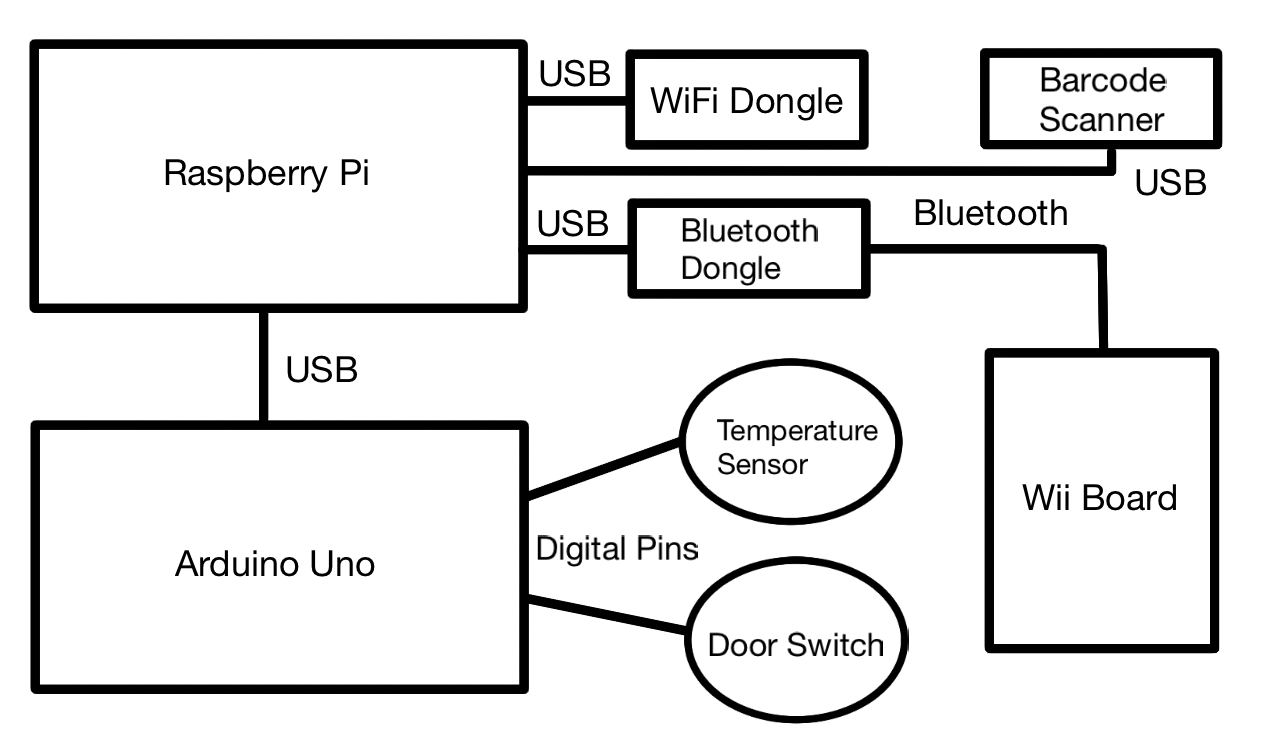 USB
WiFi Dongle
Barcode
Scanner
Raspberry Pi
USB
USB
Bluetooth
Dongle
Bluetooth
USB
Temperature
Sensor
Wii Board
Arduino Uno
Digital Pins
Door Switch